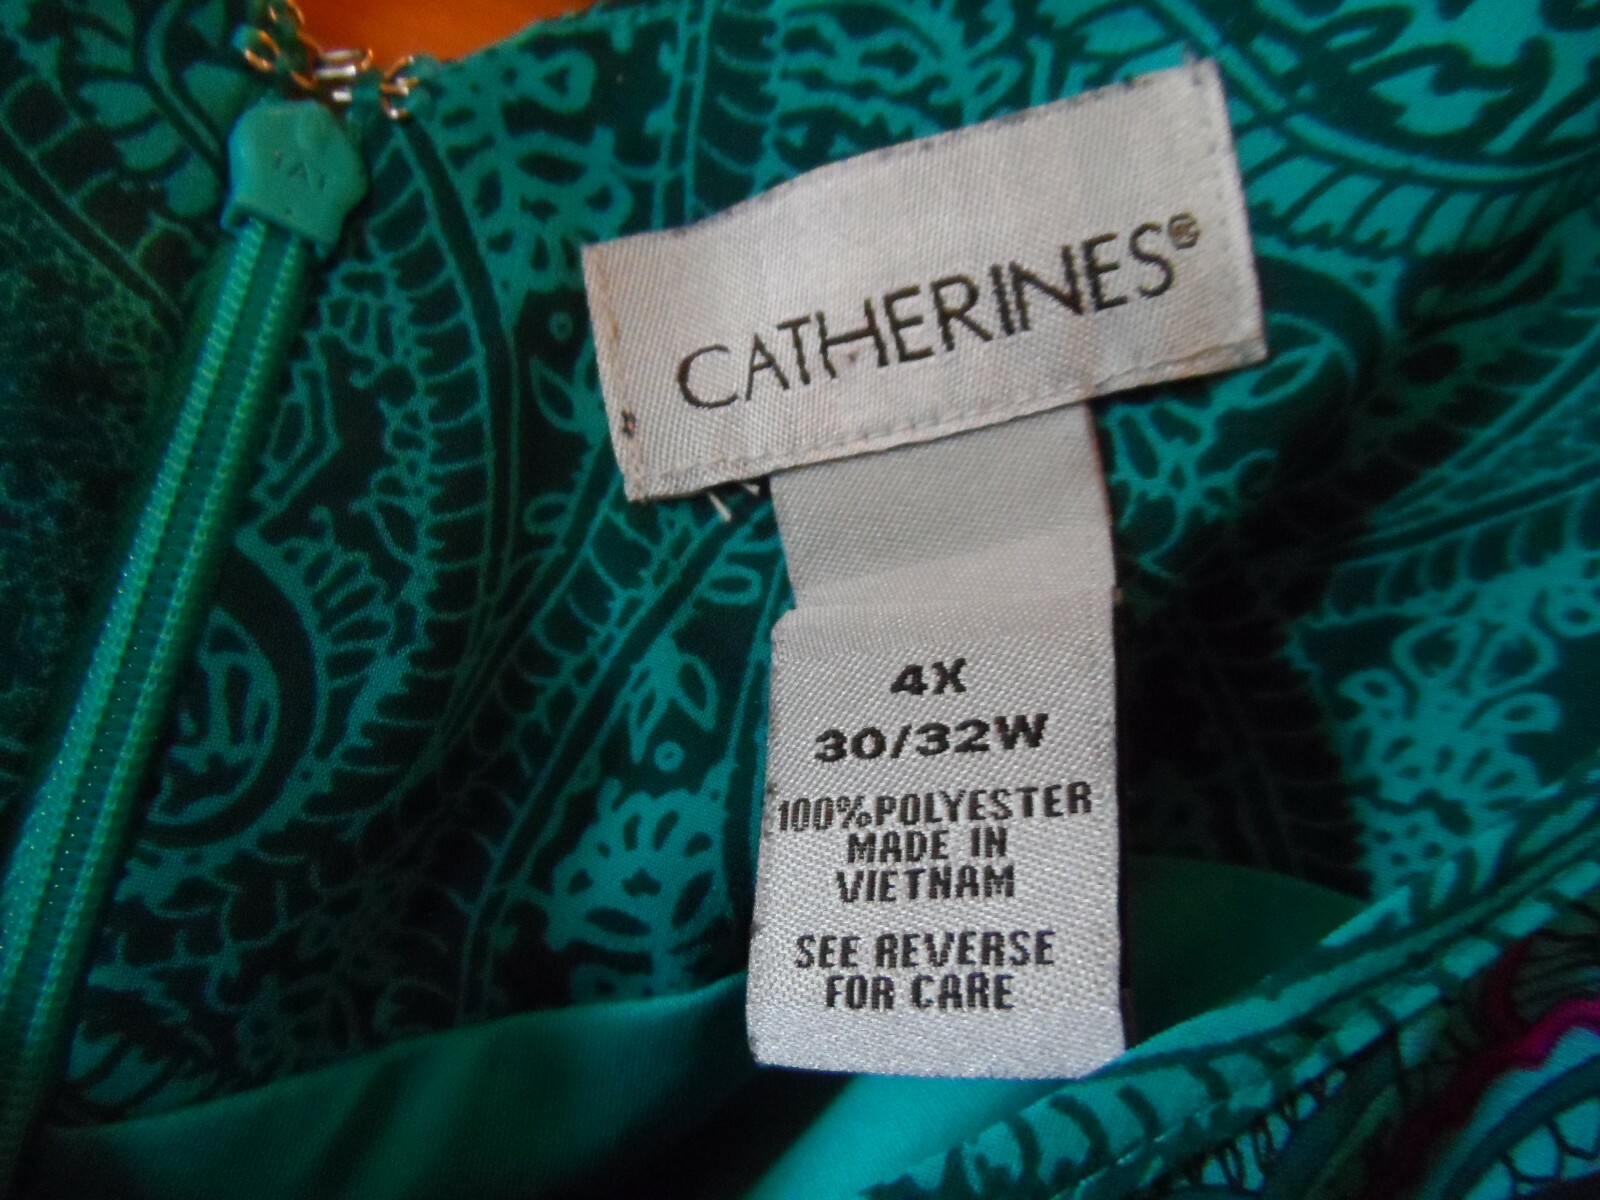 CATHERINES®
4X
30/32W
100% POLYESTER
MADE IN
VIETNAM
SEE REVERSE
FOR CARE